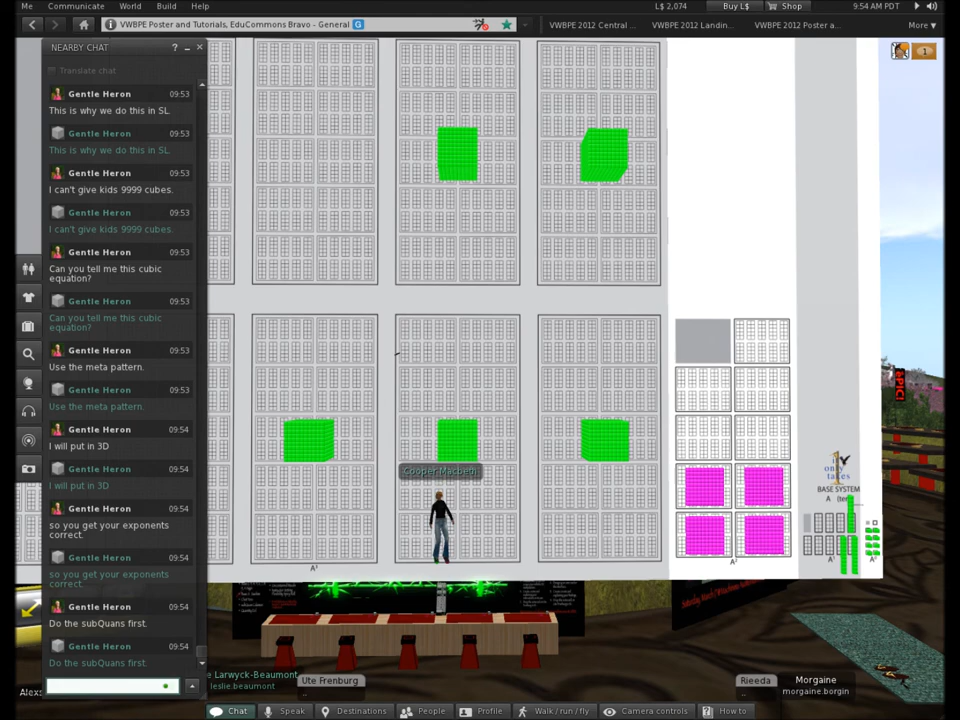 Me Communicate World Build Help
L$ 2,074 Buy L$ Shop 9:54 AM PDT
VWBPE Poster and Tutorials, EduCommons Bravo - General G
VWBPE 2012 Central ... VWBPE 2012 Landin... VWBPE 2012 Poster a... More
NEARBY CHAT ? _ x
Translate chat
1
Gentle Heron 09:53
This is why we do this in SL.
Gentle Heron 09:53
This is why we do this in SL.
Gentle Heron 09:53
I can't give kids 9999 cubes.
Gentle Heron 09:53
I can't give kids 9999 cubes.
Gentle Heron 09:53
Can you tell me this cubic
equation?
Gentle Heron 09:53
Can you tell me this cubic
equation?
Gentle Heron 09:53
Use the meta pattern.
Gentle Heron 09:53
Use the meta pattern.
Gentle Heron 09:54
I will put in 3D
Gentle Heron 09:54
I will put in 3D
Gentle Heron 09:54
so you get your exponents
correct.
Gentle Heron 09:54
so you get your exponents
correct.
Gentle Heron 09:54
Do the subQuans first.
Gentle Heron 09:54
Do the subQuans first.
Cooper Macbeth
EPIC!
it
only
takes
1
BASE SYSTEM
A³
A²
e Larwyck-Beaumont
leslie.beaumont
Ute Frenburg
..
Rieeda
..
Morgaine
morgaine.borgin
Chat Speak Destinations People Profile Walk / run / fly Camera controls How to